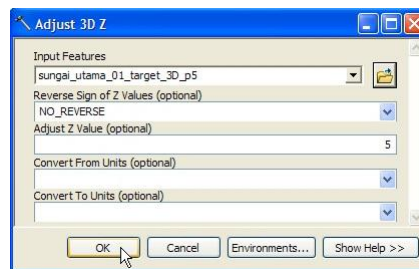 Adjust 3D Z
Input Features
sungai_utama_01_target_3D_p5
Reverse Sign of Z Values (optional)
NO_REVERSE
Adjust Z Value (optional)
5
Convert From Units (optional)
Convert To Units (optional)
OK Cancel Environments... Show Help >>